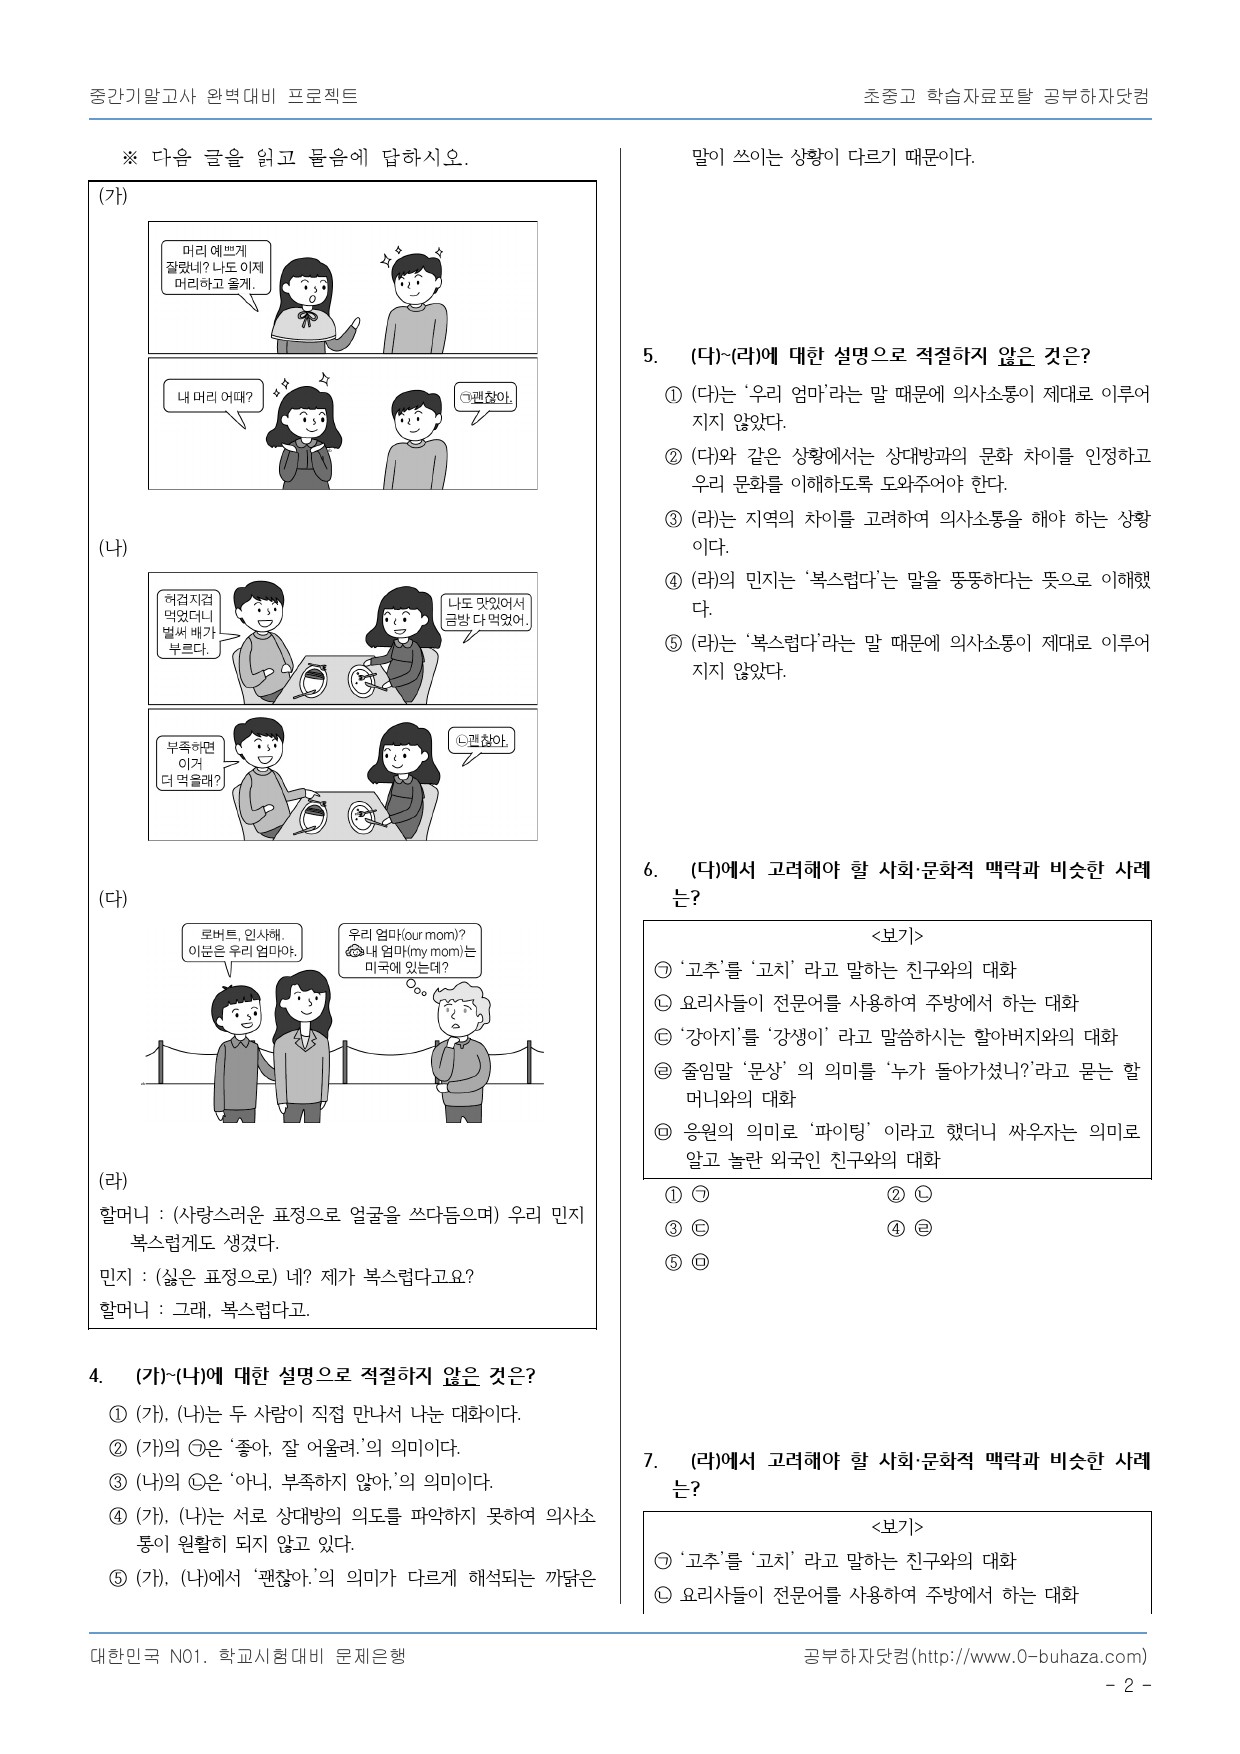 중간기말고사 완벽대비 프로젝트
초중고 학습자료포탈 공부하자닷컴
※ 다음 글을 읽고 물음에 답하시오.
(가)
머리 예쁘게
잘랐네? 나도 이제
머리하고 올게.
내 머리 어때?
㉠괜찮아.
(나)
허겁지겁
먹었더니
벌써 배가
부르다.
나도 맛있어서
금방 다 먹었어.
부족하면
이거
더 먹을래?
㉡괜찮아.
(다)
로버트, 인사해.
이분은 우리 엄마야.
우리 엄마(our mom)?
내 엄마(my mom)는
미국에 있는데?
(라)
할머니 : (사랑스러운 표정으로 얼굴을 쓰다듬으며) 우리 민지
복스럽게도 생겼다.
민지 : (싫은 표정으로) 네? 제가 복스럽다고요?
할머니 : 그래, 복스럽다고.
4. (가)~(나)에 대한 설명으로 적절하지 않은 것은?
① (가), (나)는 두 사람이 직접 만나서 나눈 대화이다.
② (가)의 ㉠은 ‘좋아, 잘 어울려.’의 의미이다.
③ (나)의 ㉡은 ‘아니, 부족하지 않아,’의 의미이다.
④ (가), (나)는 서로 상대방의 의도를 파악하지 못하여 의사소
통이 원활히 되지 않고 있다.
⑤ (가), (나)에서 ‘괜찮아.’의 의미가 다르게 해석되는 까닭은
말이 쓰이는 상황이 다르기 때문이다.
5. (다)~(라)에 대한 설명으로 적절하지 않은 것은?
① (다)는 ‘우리 엄마’라는 말 때문에 의사소통이 제대로 이루어
지지 않았다.
② (다)와 같은 상황에서는 상대방과의 문화 차이를 인정하고
우리 문화를 이해하도록 도와주어야 한다.
③ (라)는 지역의 차이를 고려하여 의사소통을 해야 하는 상황
이다.
④ (라)의 민지는 ‘복스럽다’는 말을 뚱뚱하다는 뜻으로 이해했
다.
⑤ (라)는 ‘복스럽다’라는 말 때문에 의사소통이 제대로 이루어
지지 않았다.
6. (다)에서 고려해야 할 사회·문화적 맥락과 비슷한 사례
는?
<보기>
㉠ ‘고추’를 ‘고치’ 라고 말하는 친구와의 대화
㉡ 요리사들이 전문어를 사용하여 주방에서 하는 대화
㉢ ‘강아지’를 ‘강생이’ 라고 말씀하시는 할아버지와의 대화
㉣ 줄임말 ‘문상’ 의 의미를 ‘누가 돌아가셨니?’라고 묻는 할
머니와의 대화
㉤ 응원의 의미로 ‘파이팅’ 이라고 했더니 싸우자는 의미로
알고 놀란 외국인 친구와의 대화
① ㉠ ② ㉡
③ ㉢ ④ ㉣
⑤ ㉤
7. (라)에서 고려해야 할 사회·문화적 맥락과 비슷한 사례
는?
<보기>
㉠ ‘고추’를 ‘고치’ 라고 말하는 친구와의 대화
㉡ 요리사들이 전문어를 사용하여 주방에서 하는 대화
대한민국 N01. 학교시험대비 문제은행
공부하자닷컴(http://www.0-buhaza.com)
- 2 -